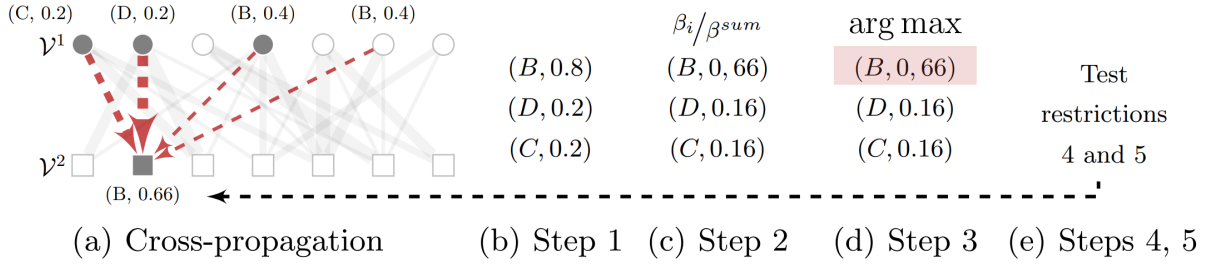 (C, 0.2) (D, 0.2) (B, 0.4) (B, 0.4)
𝒱¹
𝒱²
(B, 0.66)
(a) Cross-propagation
(B, 0.8)
(D, 0.2)
(C, 0.2)
(b) Step 1
βᵢ/βˢᵘᵐ
(B, 0, 66)
(D, 0.16)
(C, 0.16)
(c) Step 2
arg max
(B, 0, 66)
(D, 0.16)
(C, 0.16)
(d) Step 3
Test
restrictions
4 and 5
(e) Steps 4, 5